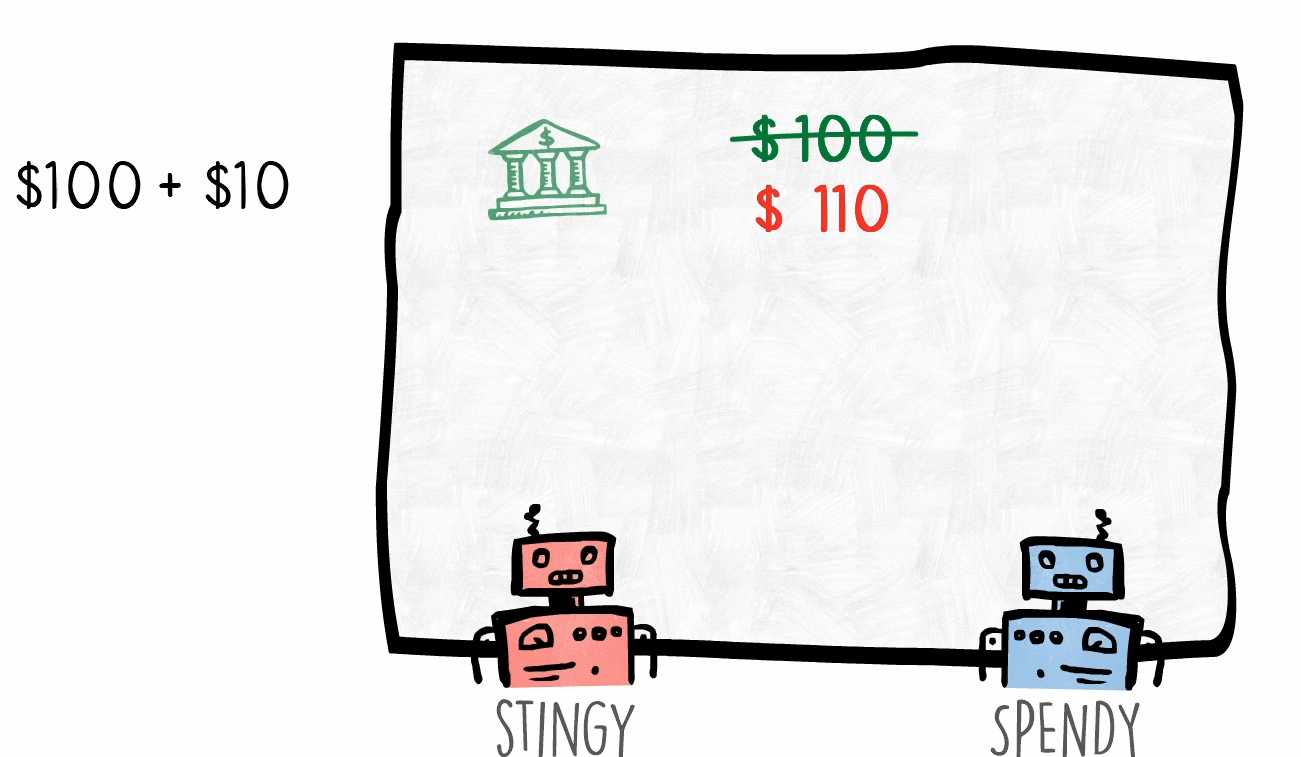 $100 + $10
$
$ 100
$ 110
STINGY
SPENDY